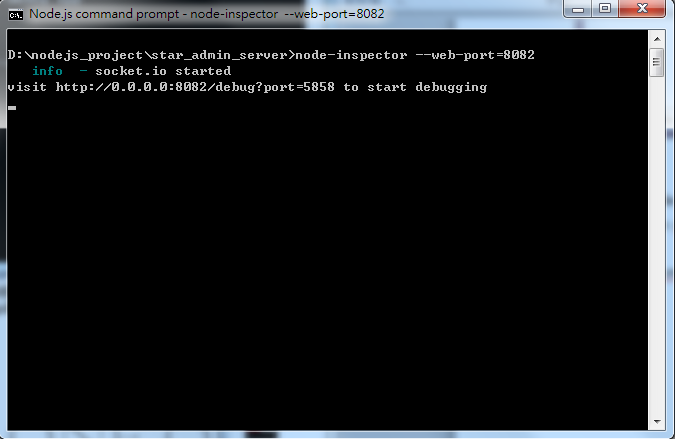 Node.js command prompt - node-inspector --web-port=8082
D:\nodejs_project\star_admin_server>node-inspector --web-port=8082
info - socket.io started
visit http://0.0.0.0:8082/debug?port=5858 to start debugging